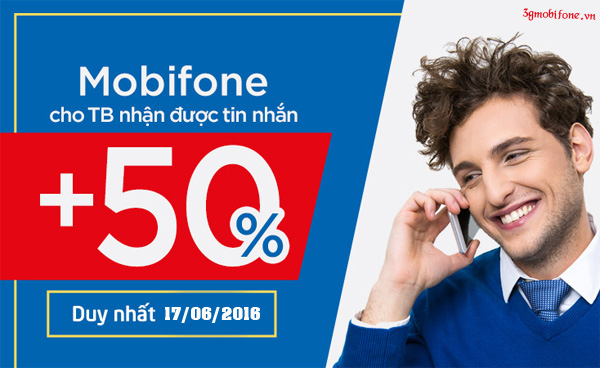 3gmobifone.vn
Mobifone
cho TB nhận được tin nhắn
+50%
Duy nhất 17/06/2016